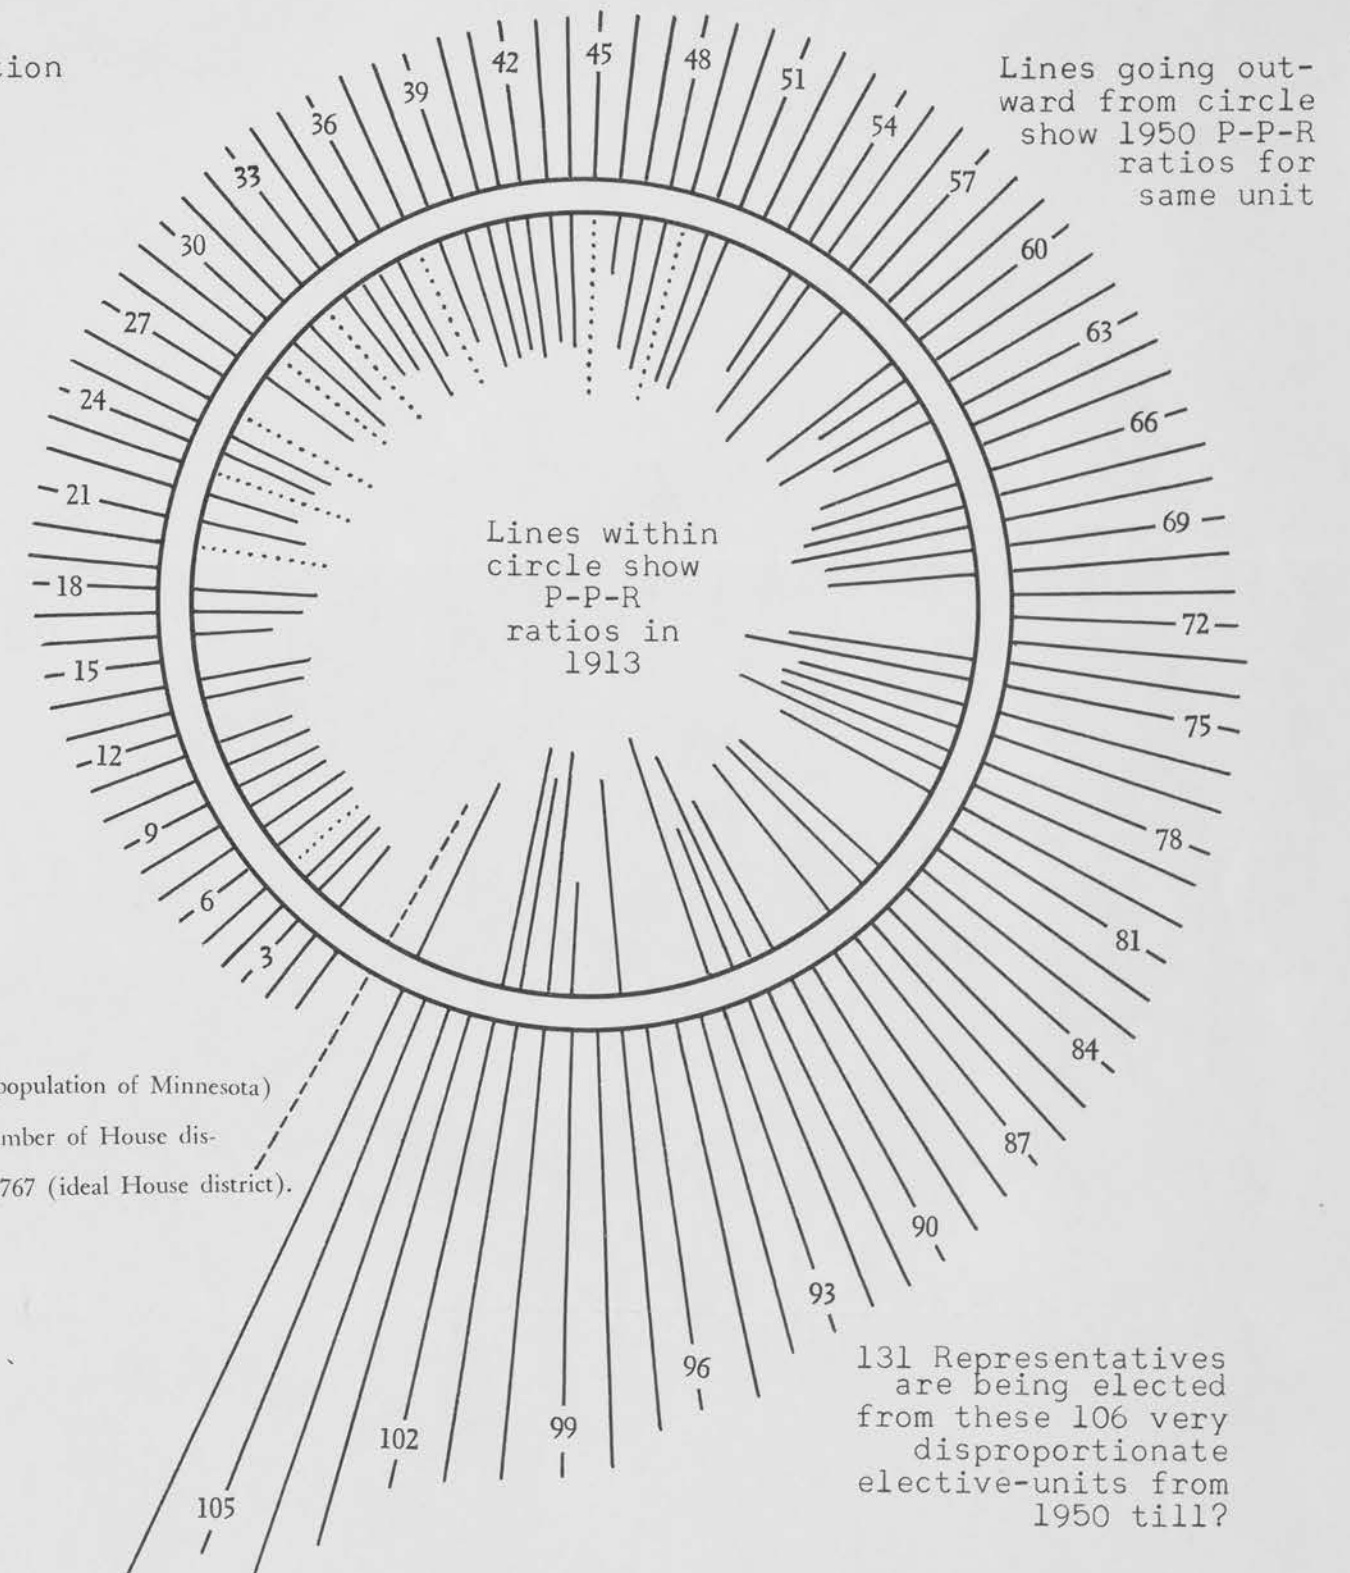 tion
Lines going out-
ward from circle
show 1950 P-P-R
ratios for
same unit
3
6
9
12
15
18
21
24
27
30
33
36
39
42
45
48
51
54
57
60
63
66
69
72
75
78
81
84
87
90
93
96
99
102
105
Lines within
circle show
P-P-R
ratios in
1913
population of Minnesota)
mber of House dis-
767 (ideal House district).
131 Representatives
are being elected
from these 106 very
disproportionate
elective-units from
1950 till?